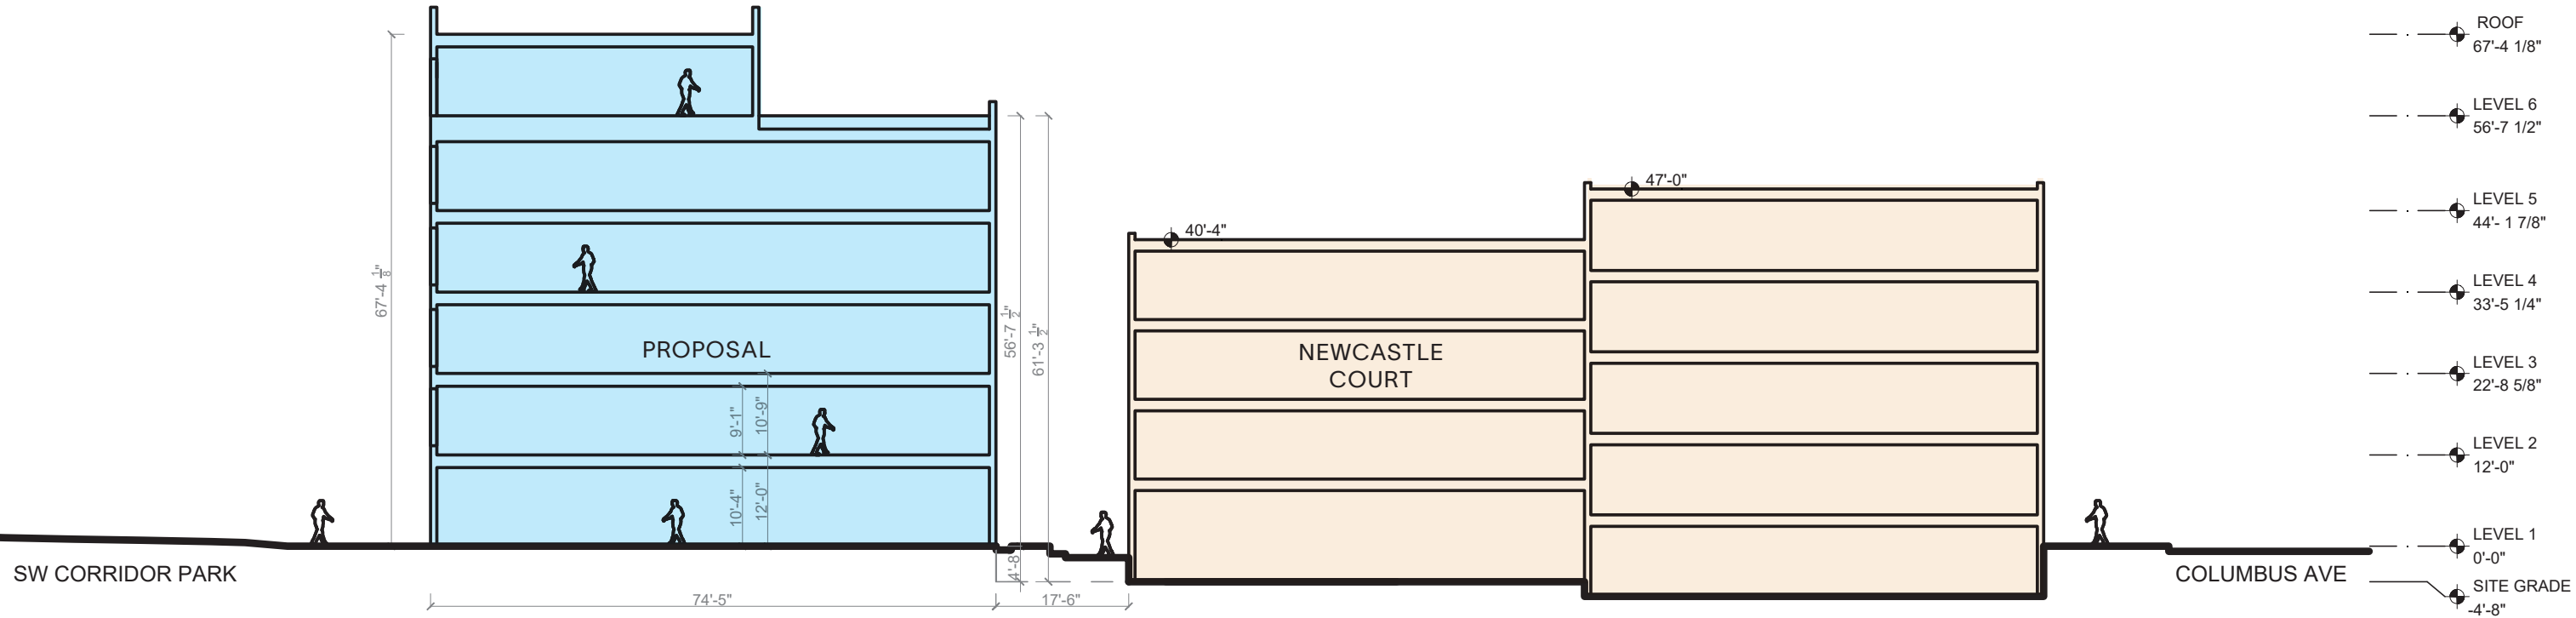 ROOF
67'-4 1/8"
LEVEL 6
56'-7 1/2"
47'-0"
LEVEL 5
44'- 1 7/8"
40'-4"
67'-4 1/8"
LEVEL 4
33'-5 1/4"
56'-7 1/2"
61'-3 1/2"
PROPOSAL
NEWCASTLE
COURT
LEVEL 3
22'-8 5/8"
9'-1"
10'-9"
LEVEL 2
12'-0"
10'-4"
12'-0"
LEVEL 1
0'-0"
4'-8"
SW CORRIDOR PARK
COLUMBUS AVE
SITE GRADE
-4'-8"
74'-5"
17'-6"